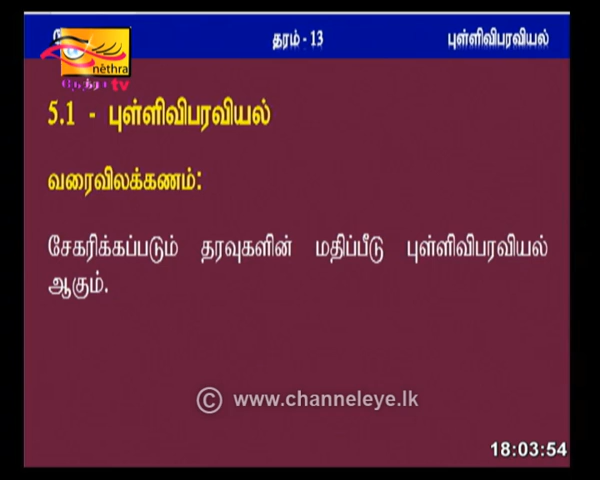 தரம் - 13 புள்ளிவிபரவியல்
nēthra
நேத்ரா tv
5.1 - புள்ளிவிபரவியல்
வரைவிலக்கணம்:
சேகரிக்கப்படும் தரவுகளின் மதிப்பீடு புள்ளிவிபரவியல்
ஆகும்.
© www.channeleye.lk
18:03:54